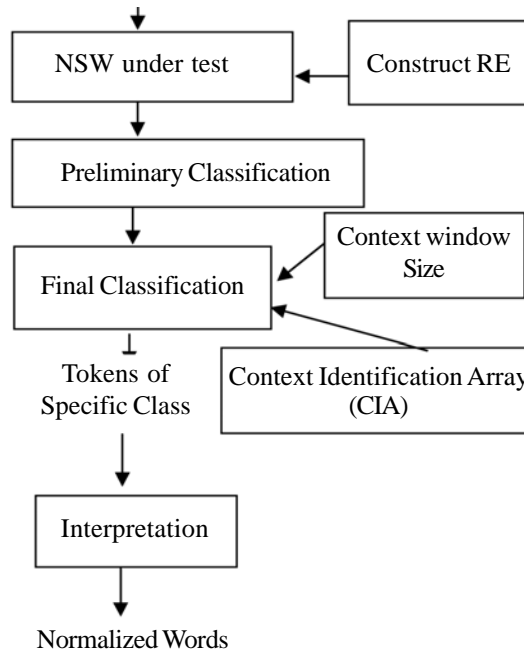 NSW under test
Construct RE
Preliminary Classification
Context window
Size
Final Classification
Tokens of
Specific Class
Context Identification Array
(CIA)
Interpretation
Normalized Words